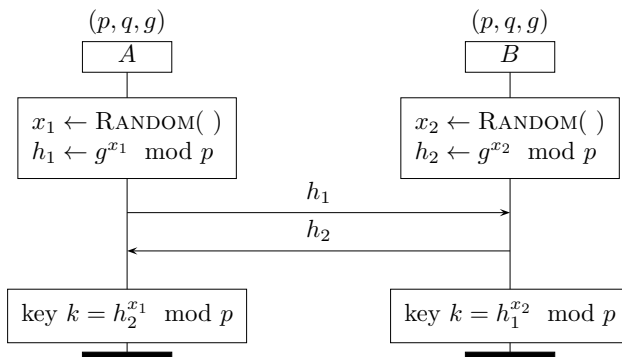 (p, q, g)
(p, q, g)
A
B
x₁ ← RANDOM( )
h₁ ← g^{x₁} mod p
x₂ ← RANDOM( )
h₂ ← g^{x₂} mod p
h₁
h₂
key k = h₂^{x₁} mod p
key k = h₁^{x₂} mod p